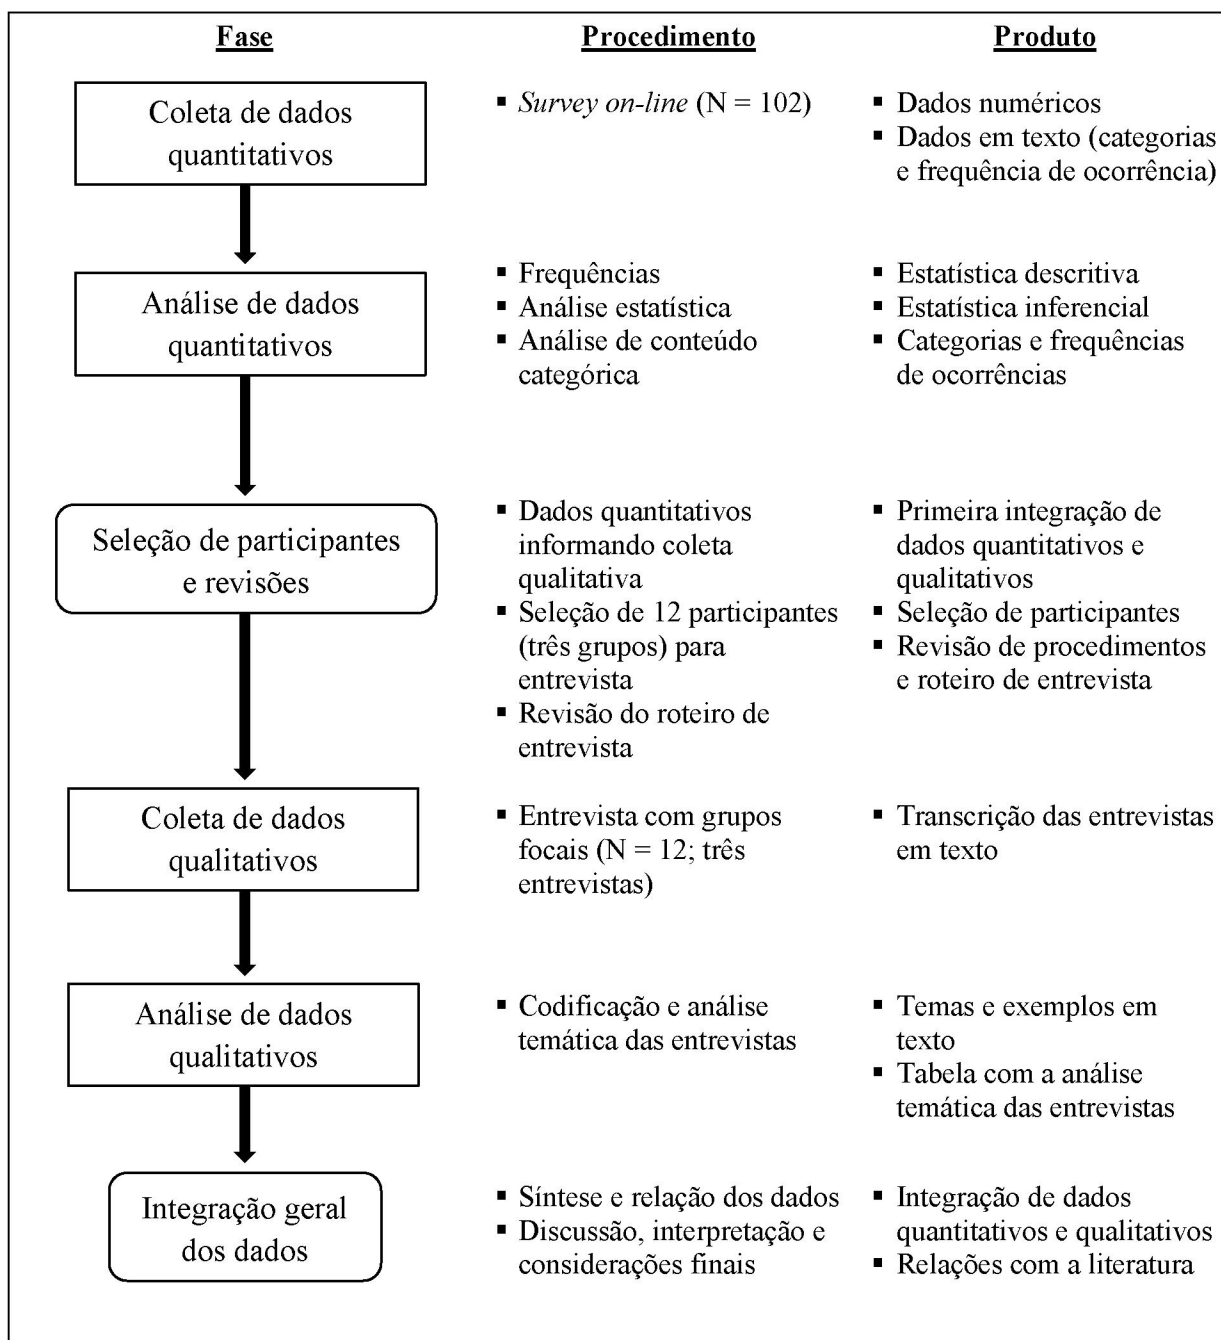 Fase
Procedimento
Produto
Coleta de dados
quantitativos
▪ Survey on-line (N = 102)
▪ Dados numéricos
▪ Dados em texto (categorias
e frequência de ocorrência)
Análise de dados
quantitativos
▪ Frequências
▪ Análise estatística
▪ Análise de conteúdo
categórica
▪ Estatística descritiva
▪ Estatística inferencial
▪ Categorias e frequências
de ocorrências
Seleção de participantes
e revisões
▪ Dados quantitativos
informando coleta
qualitativa
▪ Seleção de 12 participantes
(três grupos) para
entrevista
▪ Revisão do roteiro de
entrevista
▪ Primeira integração de
dados quantitativos e
qualitativos
▪ Seleção de participantes
▪ Revisão de procedimentos
e roteiro de entrevista
Coleta de dados
qualitativos
▪ Entrevista com grupos
focais (N = 12; três
entrevistas)
▪ Transcrição das entrevistas
em texto
Análise de dados
qualitativos
▪ Codificação e análise
temática das entrevistas
▪ Temas e exemplos em
texto
▪ Tabela com a análise
temática das entrevistas
Integração geral
dos dados
▪ Síntese e relação dos dados
▪ Discussão, interpretação e
considerações finais
▪ Integração de dados
quantitativos e qualitativos
▪ Relações com a literatura